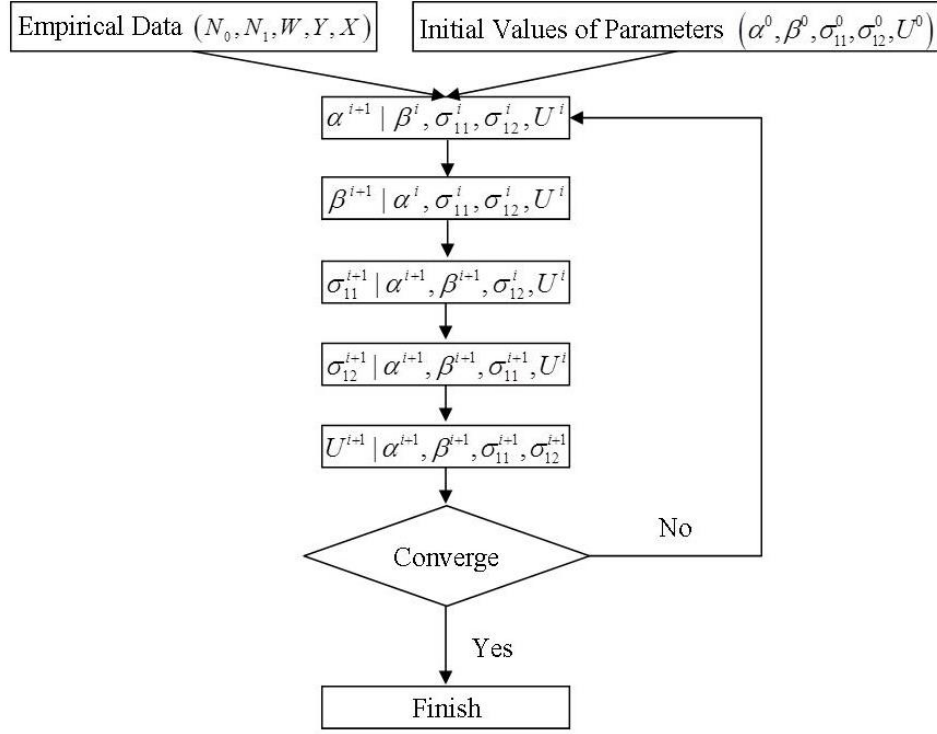 Empirical Data (N₀, N₁, W, Y, X)
Initial Values of Parameters (α⁰, β⁰, σ₁₁⁰, σ₁₂⁰, U⁰)
αⁱ⁺¹ | βⁱ, σ₁₁ⁱ, σ₁₂ⁱ, Uⁱ
βⁱ⁺¹ | αⁱ, σ₁₁ⁱ, σ₁₂ⁱ, Uⁱ
σ₁₁ⁱ⁺¹ | αⁱ⁺¹, βⁱ⁺¹, σ₁₂ⁱ, Uⁱ
σ₁₂ⁱ⁺¹ | αⁱ⁺¹, βⁱ⁺¹, σ₁₁ⁱ⁺¹, Uⁱ
Uⁱ⁺¹ | αⁱ⁺¹, βⁱ⁺¹, σ₁₁ⁱ⁺¹, σ₁₂ⁱ⁺¹
No
Converge
Yes
Finish